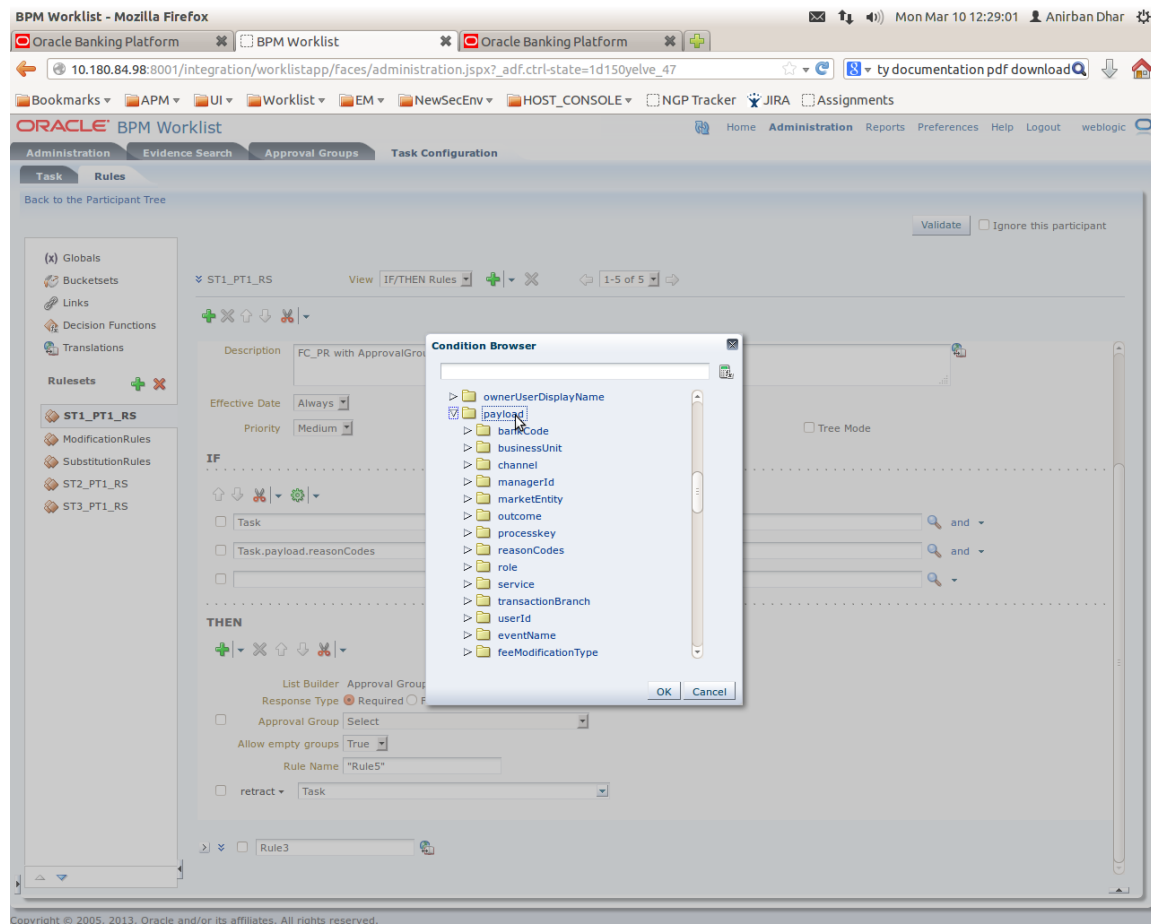 BPM Worklist - Mozilla Firefox
Mon Mar 10 12:29:01 Anirban Dhar
Oracle Banking Platform BPM Worklist Oracle Banking Platform
10.180.84.98:8001/integration/worklistapp/faces/administration.jspx?_adf.ctrl-state=1d150yelve_47 ty documentation pdf download
Bookmarks APM UI Worklist EM NewSecEnv HOST_CONSOLE NGP Tracker JIRA Assignments
ORACLE BPM Worklist Home Administration Reports Preferences Help Logout weblogic
Administration Evidence Search Approval Groups Task Configuration
Task Rules
Back to the Participant Tree
Validate Ignore this participant
(x) Globals
Bucketsets
Links
Decision Functions
Translations
Rulesets
ST1_PT1_RS
ModificationRules
SubstitutionRules
ST2_PT1_RS
ST3_PT1_RS
ST1_PT1_RS View IF/THEN Rules 1-5 of 5
Description FC_PR with ApprovalGrou
Effective Date Always
Priority Medium Tree Mode
IF
Task and
Task.payload.reasonCodes and
THEN
List Builder Approval Group
Response Type Required
Approval Group Select
Allow empty groups True
Rule Name "Rule5"
retract Task
Rule3
Condition Browser
ownerUserDisplayName
payload
bankCode
businessUnit
channel
managerId
marketEntity
outcome
processkey
reasonCodes
role
service
transactionBranch
userId
eventName
feeModificationType
OK Cancel
Copyright © 2005, 2013, Oracle and/or its affiliates. All rights reserved.